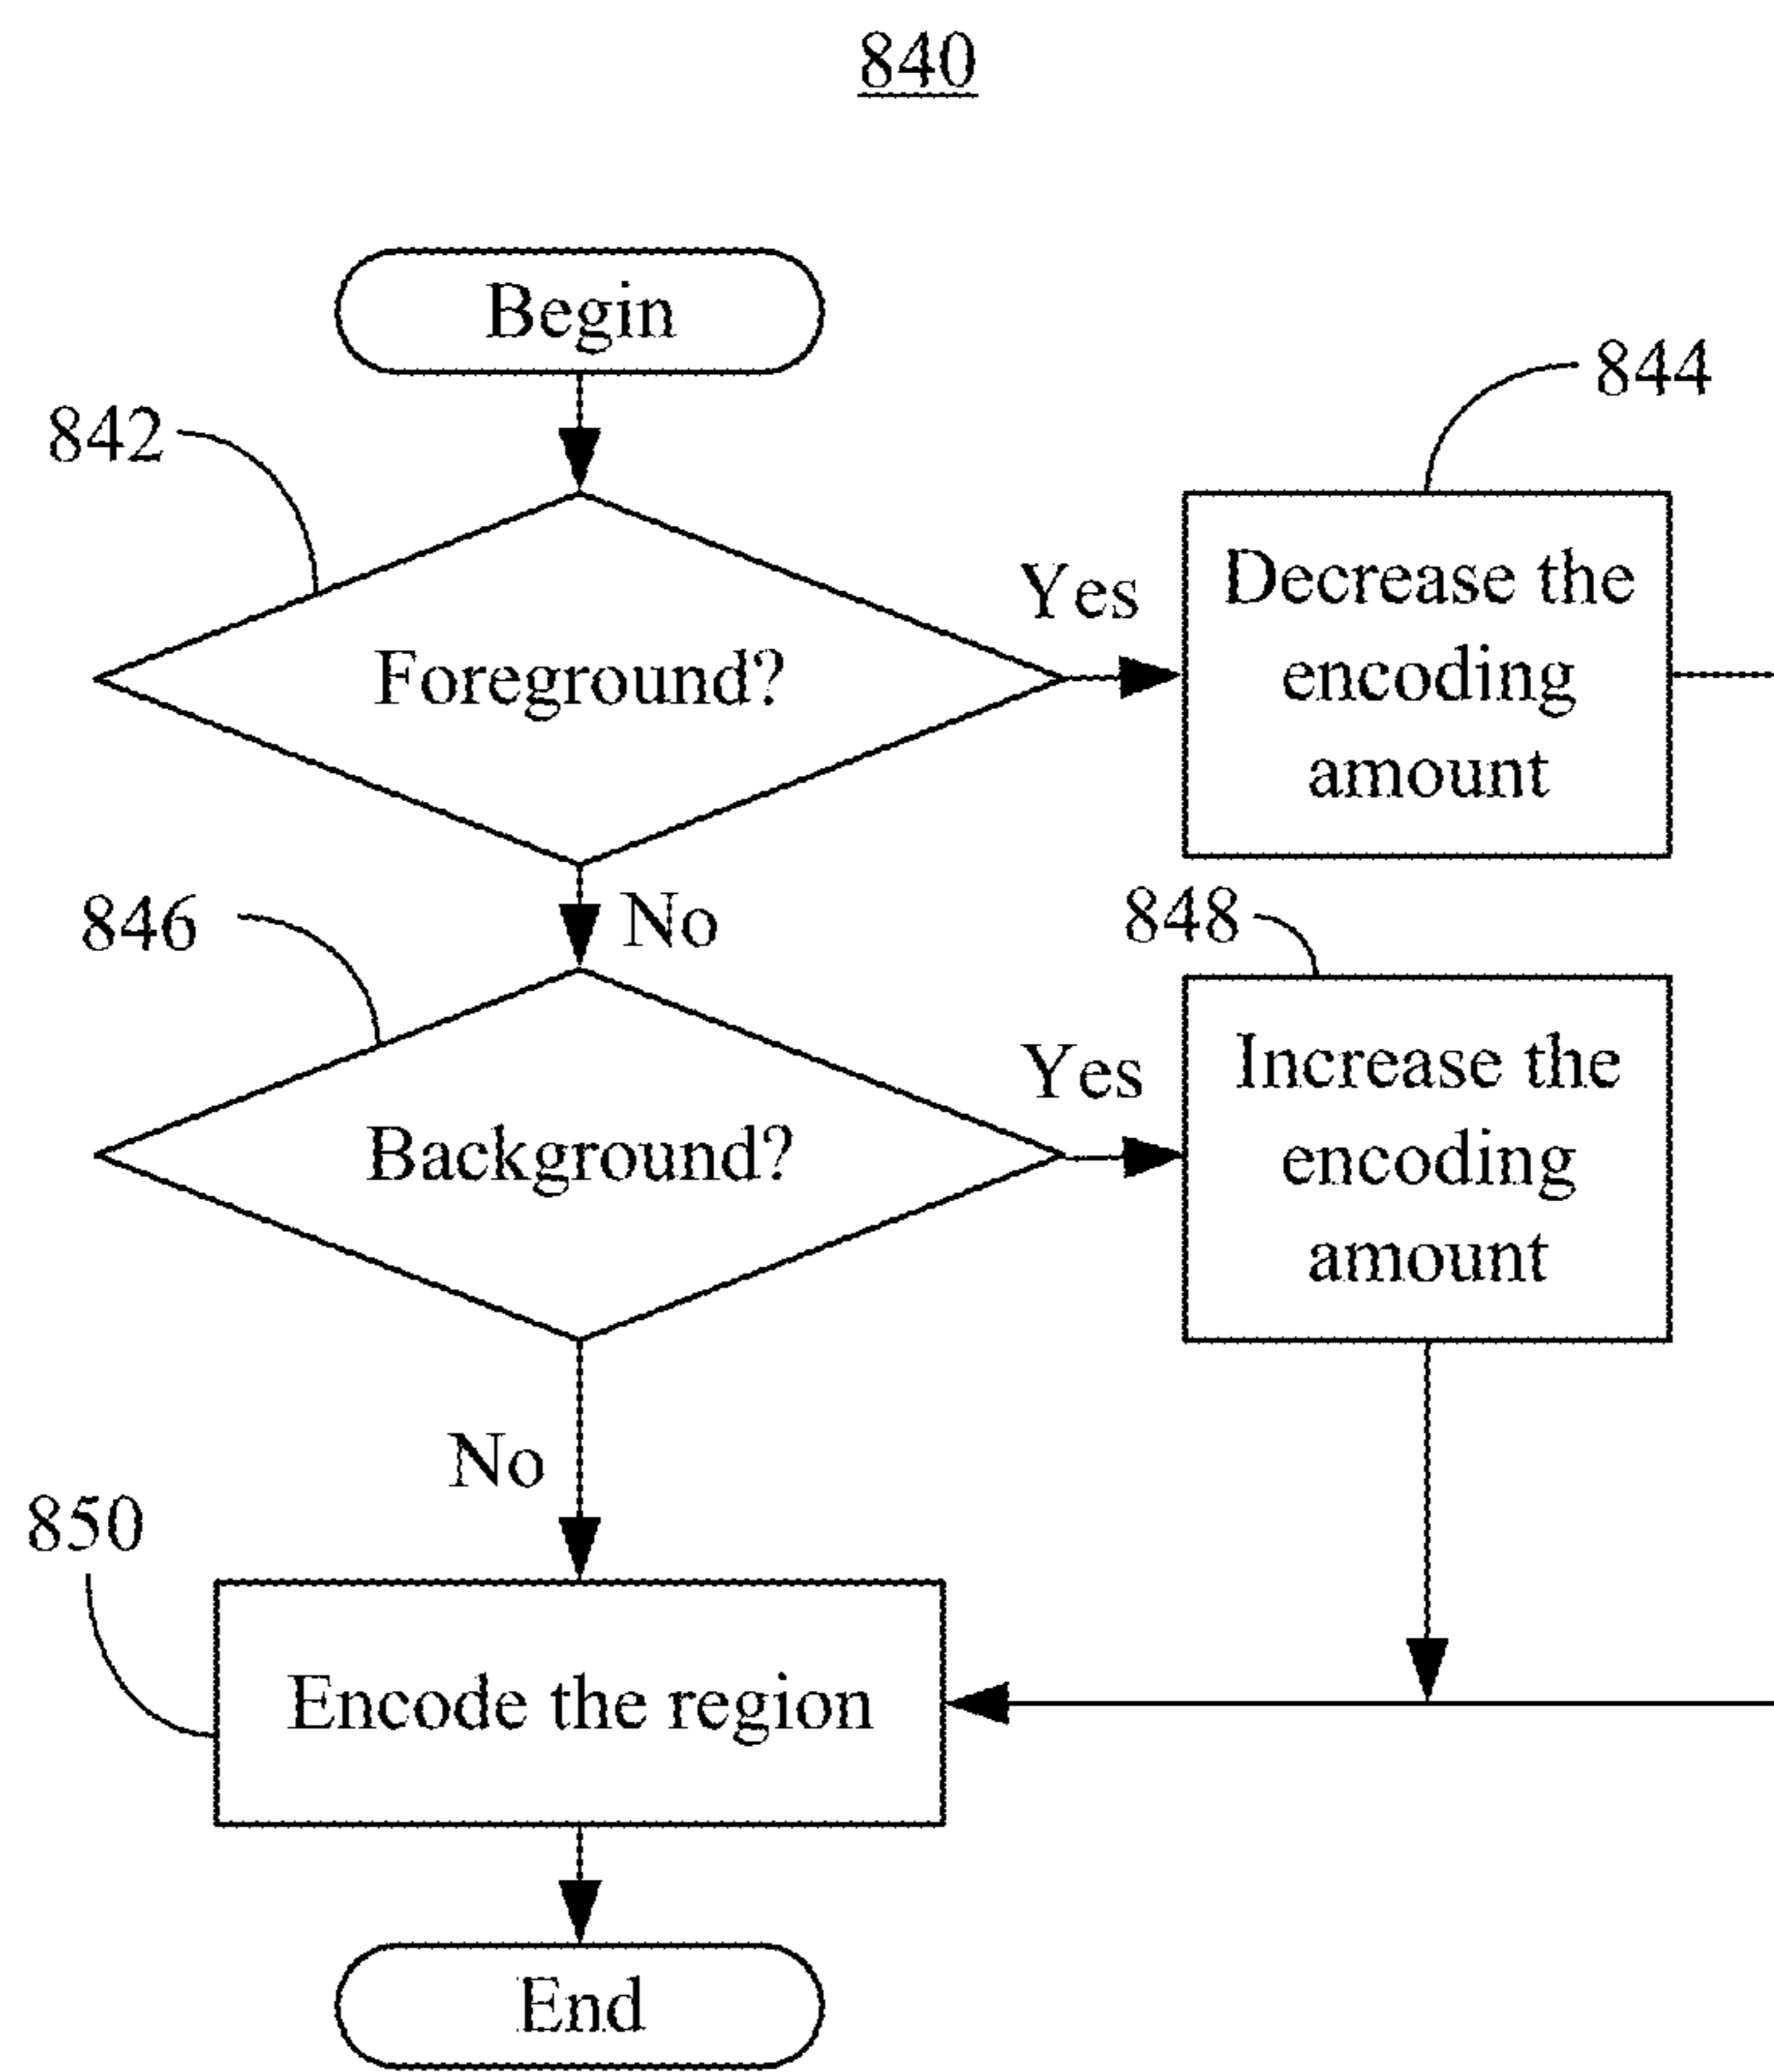 840
Begin
842
844
Foreground?
Yes
Decrease the
encoding
amount
No
846
848
Background?
Yes
Increase the
encoding
amount
No
850
Encode the region
End